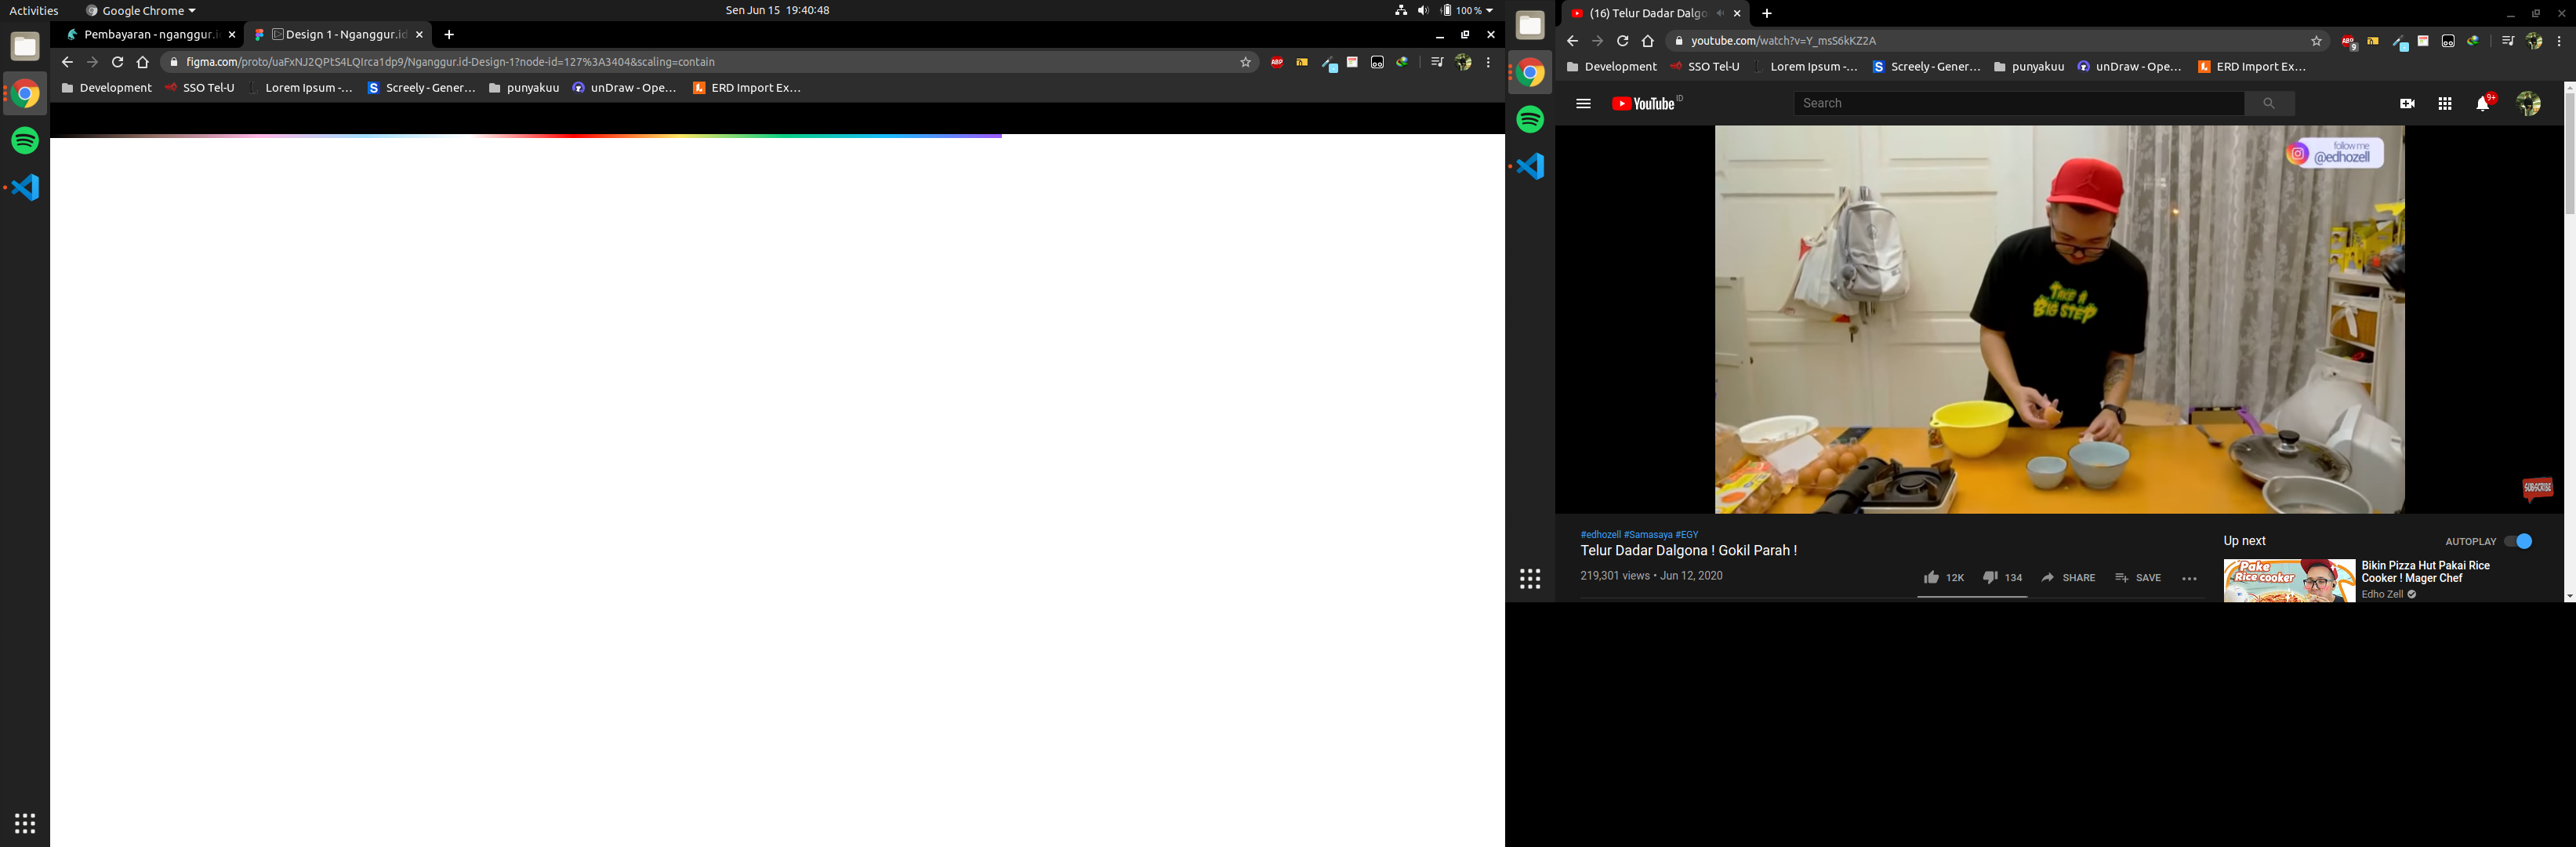 Activities
Google Chrome
Sen Jun 15 19:40:48
100 %
Pembayaran - nganggur.i
Design 1 - Nganggur.id
figma.com/proto/uaFxNJ2QPtS4LQIrca1dp9/Nganggur.id-Design-1?node-id=127%3A3404&scaling=contain
ABP
Development
SSO Tel-U
Lorem Ipsum -...
S Screely - Gener...
punyakuu
unDraw - Ope...
ERD Import Ex...
(16) Telur Dadar Dalgo
youtube.com/watch?v=Y_msS6kKZ2A
ABP
9
Development
SSO Tel-U
Lorem Ipsum -...
S Screely - Gener...
punyakuu
unDraw - Ope...
ERD Import Ex...
YouTube ID
Search
9+
follow me
@edhozell
TAKE A
BIG STEP
SUBSCRIBE
#edhozell #Samasaya #EGY
Telur Dadar Dalgona ! Gokil Parah !
219,301 views • Jun 12, 2020
12K
134
SHARE
SAVE
Up next
AUTOPLAY
Pake
Rice cooker
Bikin Pizza Hut Pakai Rice
Cooker ! Mager Chef
Edho Zell